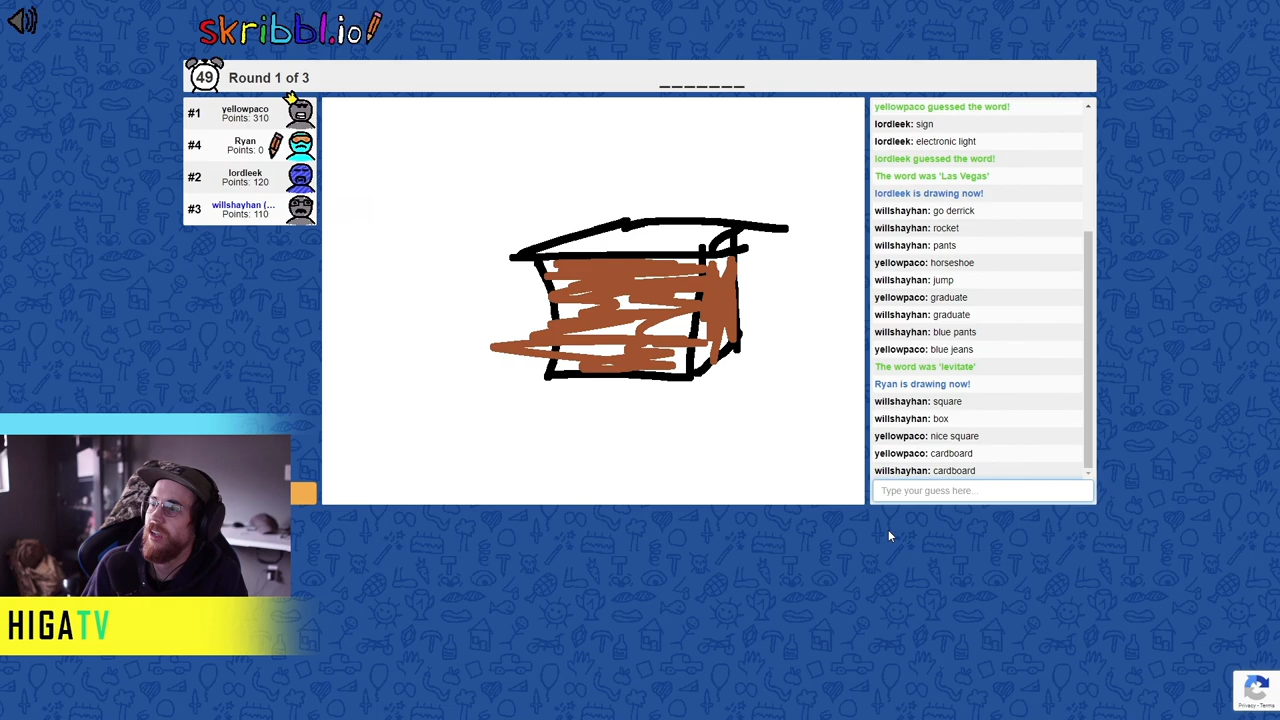 skribbl.io
49
Round 1 of 3
_______
#1
yellowpaco
Points: 310
#4
Ryan
Points: 0
#2
lordleek
Points: 120
#3
willshayhan (...
Points: 110
yellowpaco guessed the word!
lordleek: sign
lordleek: electronic light
lordleek guessed the word!
The word was 'Las Vegas'
lordleek is drawing now!
willshayhan: go derrick
willshayhan: rocket
willshayhan: pants
yellowpaco: horseshoe
willshayhan: jump
yellowpaco: graduate
willshayhan: graduate
willshayhan: blue pants
yellowpaco: blue jeans
The word was 'levitate'
Ryan is drawing now!
willshayhan: square
willshayhan: box
yellowpaco: nice square
yellowpaco: cardboard
willshayhan: cardboard
Type your guess here...
HIGATV
Privacy - Terms